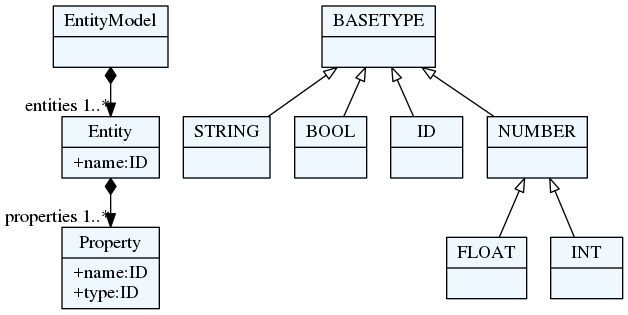 EntityModel
BASETYPE
entities 1..*
Entity
+name:ID
STRING
BOOL
ID
NUMBER
properties 1..*
Property
+name:ID
+type:ID
FLOAT
INT